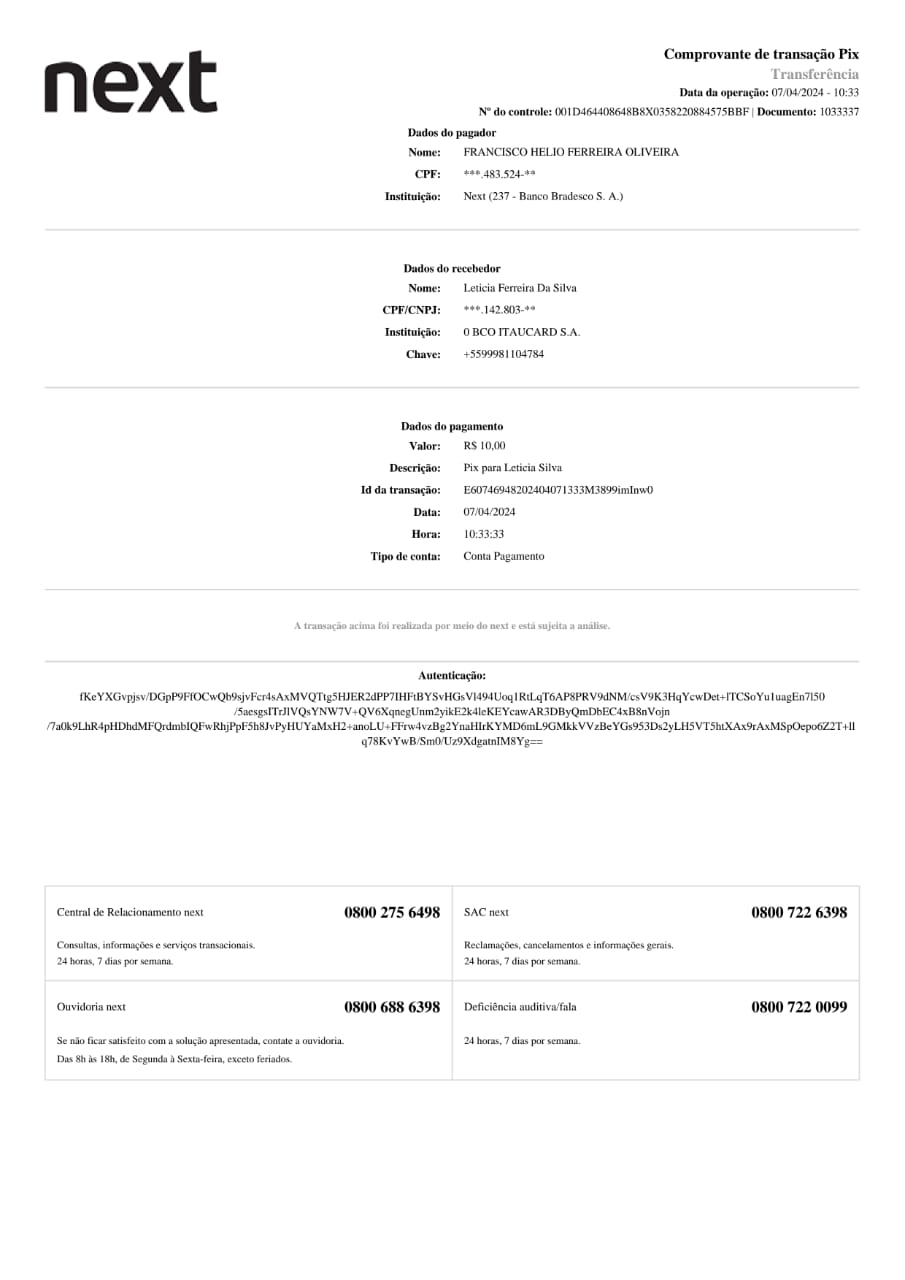 next
Comprovante de transação Pix
Transferência
Data da operação: 07/04/2024 - 10:33
Nº do controle: 001D464408648B8X0358220884575BBF | Documento: 1033337
Dados do pagador
Nome: FRANCISCO HELIO FERREIRA OLIVEIRA
CPF: ***.483.524-**
Instituição: Next (237 - Banco Bradesco S. A.)
Dados do recebedor
Nome: Leticia Ferreira Da Silva
CPF/CNPJ: ***.142.803-**
Instituição: 0 BCO ITAUCARD S.A.
Chave: +5599981104784
Dados do pagamento
Valor: R$ 10,00
Descrição: Pix para Leticia Silva
Id da transação: E60746948202404071333M3899imInw0
Data: 07/04/2024
Hora: 10:33:33
Tipo de conta: Conta Pagamento
A transação acima foi realizada por meio do next e está sujeita a análise.
Autenticação:
fKeYXGvpjsv/DGpP9FfOCwQb9sjvFcr4sAxMVQTtg5HJER2dPP7IHFtBYSvHGsVl494Uoq1RtLqT6AP8PRV9dNM/csV9K3HqYcwDet+lTCSoYu1uagEn7l50
/5aesgsITrJlVQsYNW7V+QV6XqnegUnm2yikE2k4leKEYcawAR3DByQmDbEC4xB8nVojn
/7a0k9LhR4pHDhdMFQrdmbIQFwRhjPpF5h8JvPyHUYaMxH2+anoLU+FFrw4vzBg2YnaHIrKYMD6mL9GMkkVVzBeYGs953Ds2yLH5VT5htXAx9rAxMSpOepo6Z2T+ll
q78KvYwB/Sm0/Uz9XdgatnIM8Yg==
Central de Relacionamento next 0800 275 6498
Consultas, informações e serviços transacionais.
24 horas, 7 dias por semana.
SAC next 0800 722 6398
Reclamações, cancelamentos e informações gerais.
24 horas, 7 dias por semana.
Ouvidoria next 0800 688 6398
Se não ficar satisfeito com a solução apresentada, contate a ouvidoria.
Das 8h às 18h, de Segunda à Sexta-feira, exceto feriados.
Deficiência auditiva/fala 0800 722 0099
24 horas, 7 dias por semana.